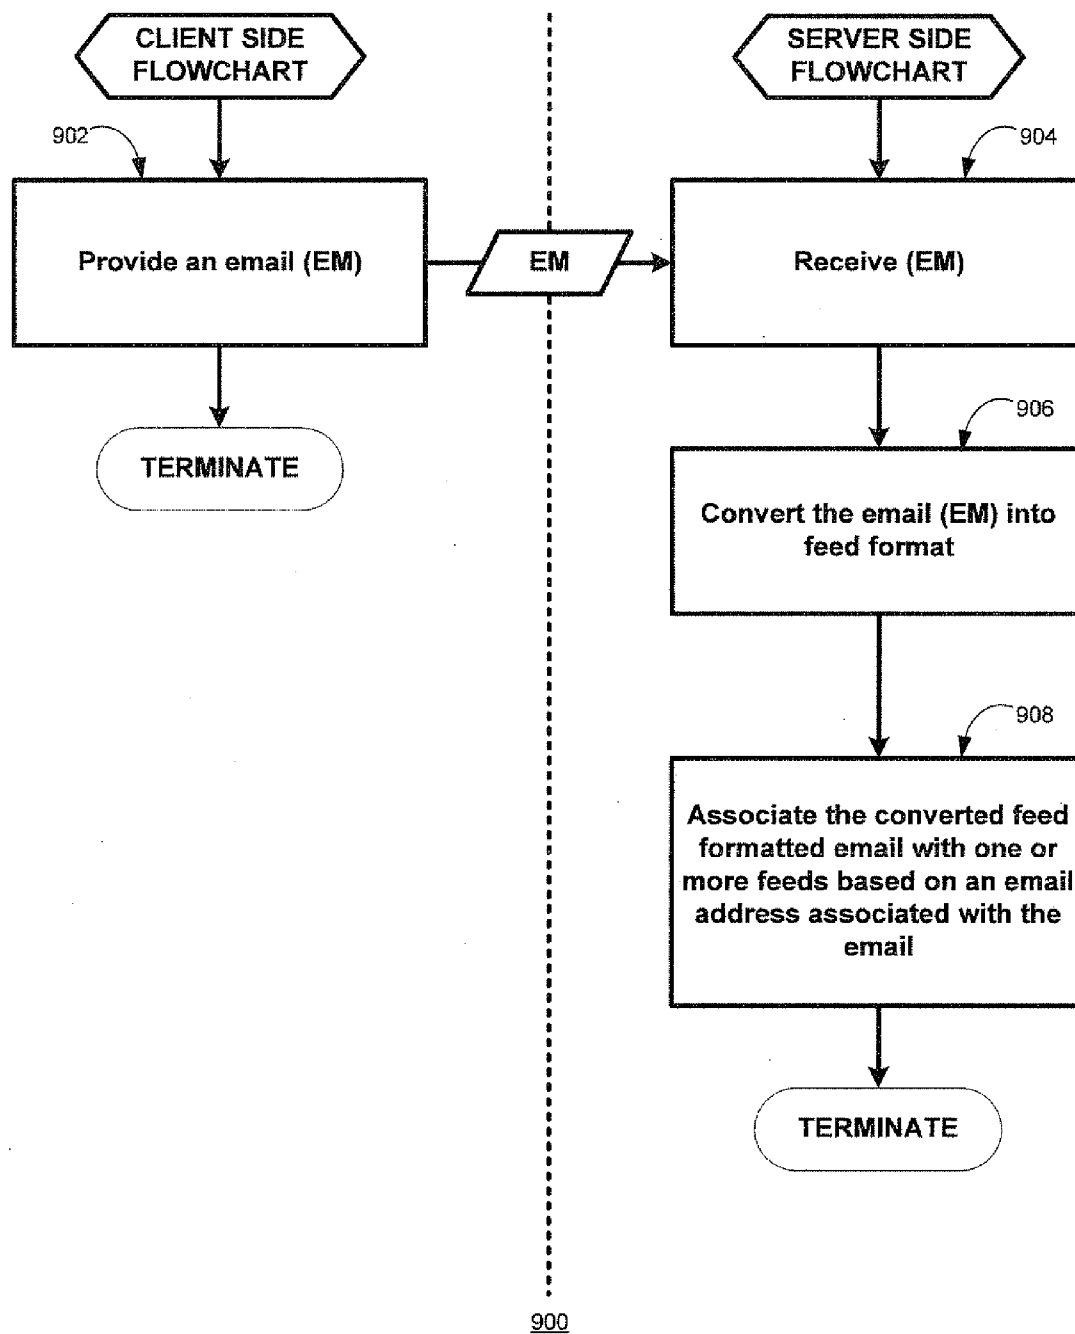 CLIENT SIDE
FLOWCHART
902
Provide an email (EM)
TERMINATE
EM
SERVER SIDE
FLOWCHART
904
Receive (EM)
906
Convert the email (EM) into
feed format
908
Associate the converted feed
formatted email with one or
more feeds based on an email
address associated with the
email
TERMINATE
900